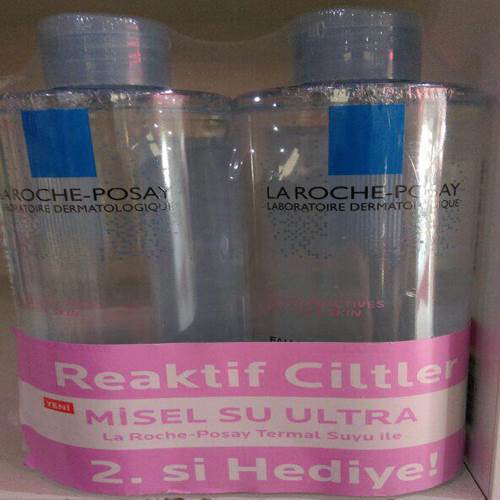 LA ROCHE-POSAY
LABORATOIRE DERMATOLOGIQUE
LA ROCHE-POSAY
LABORATOIRE DERMATOLOGIQUE
SKIN
Reaktif Ciltler
YENİ
MİSEL SU ULTRA
La Roche-Posay Termal Suyu ile
2. si Hediye!